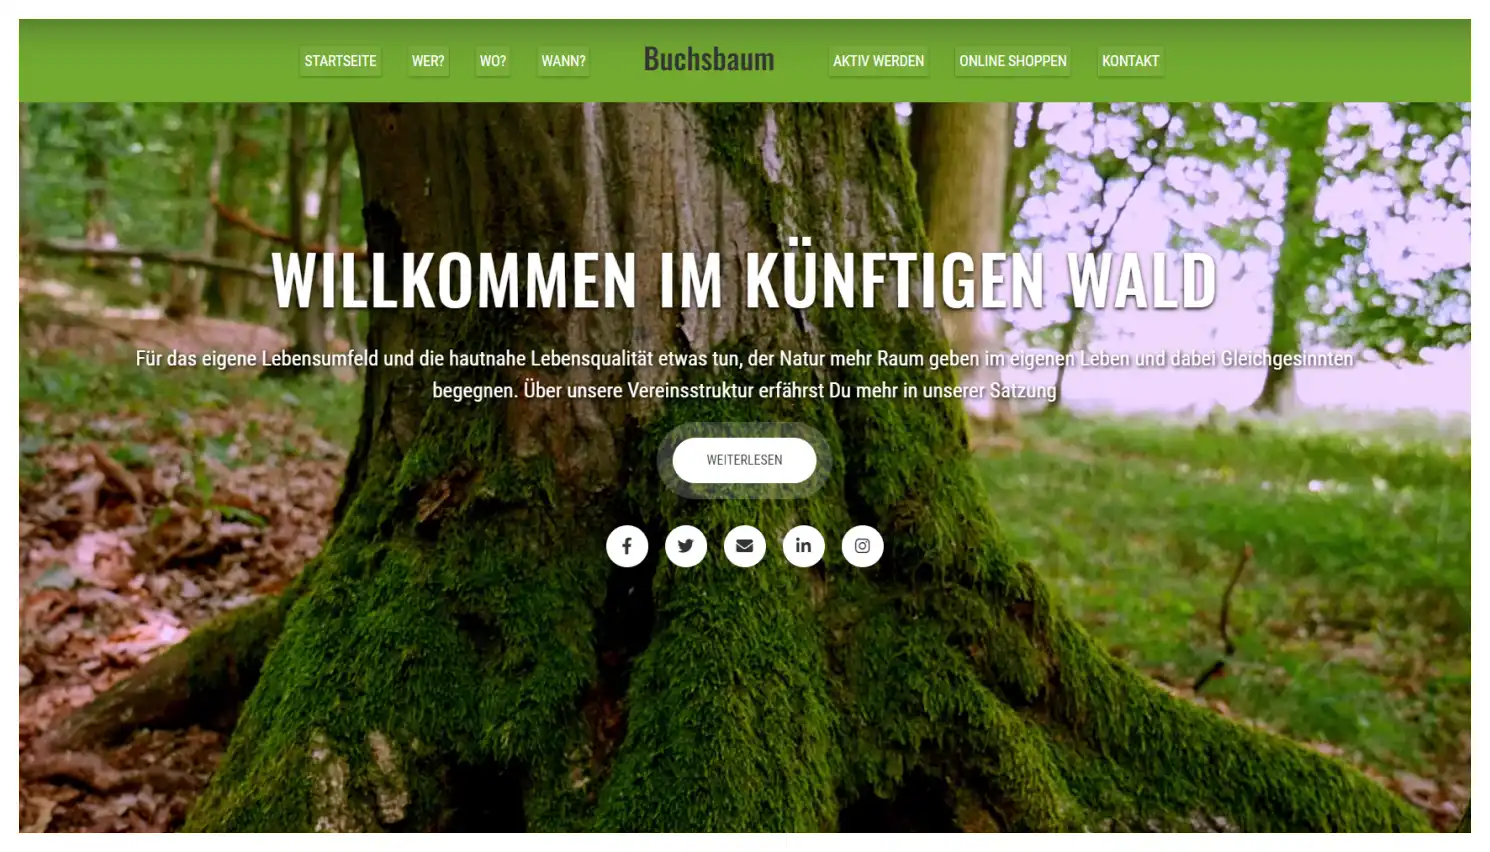 STARTSEITE WER? WO? WANN? Buchsbaum AKTIV WERDEN ONLINE SHOPPEN KONTAKT
WILLKOMMEN IM KÜNFTIGEN WALD
Für das eigene Lebensumfeld und die hautnahe Lebensqualität etwas tun, der Natur mehr Raum geben im eigenen Leben und dabei Gleichgesinnten
begegnen. Über unsere Vereinsstruktur erfährst Du mehr in unserer Satzung
WEITERLESEN